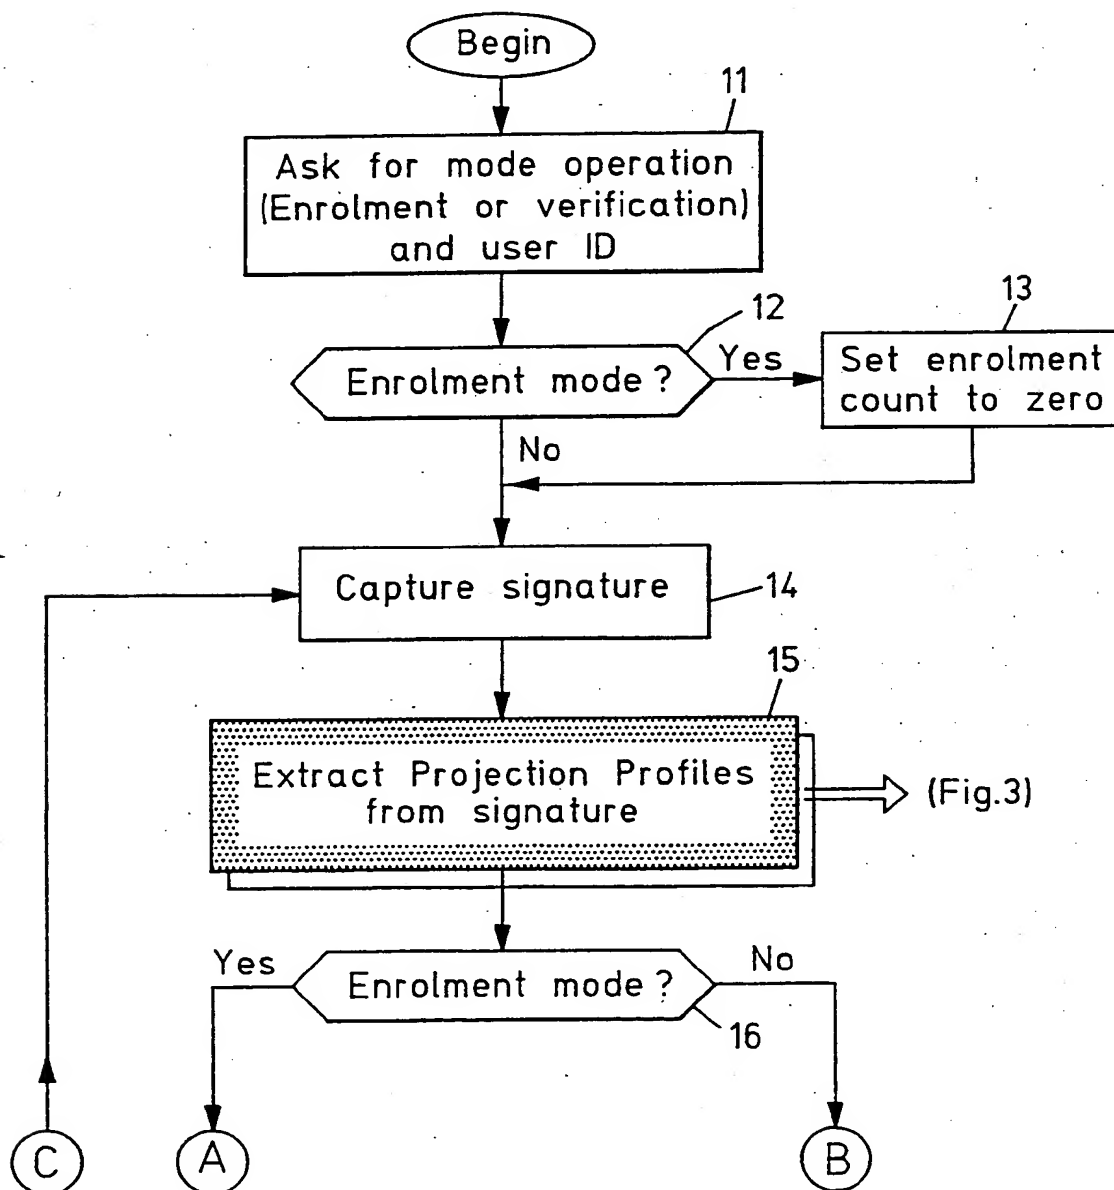 Begin
11
Ask for mode operation
(Enrolment or verification)
and user ID
12
13
Enrolment mode ?
Yes
Set enrolment
count to zero
No
Capture signature
14
15
Extract Projection Profiles
from signature
(Fig.3)
Yes
Enrolment mode ?
No
16
C
A
B